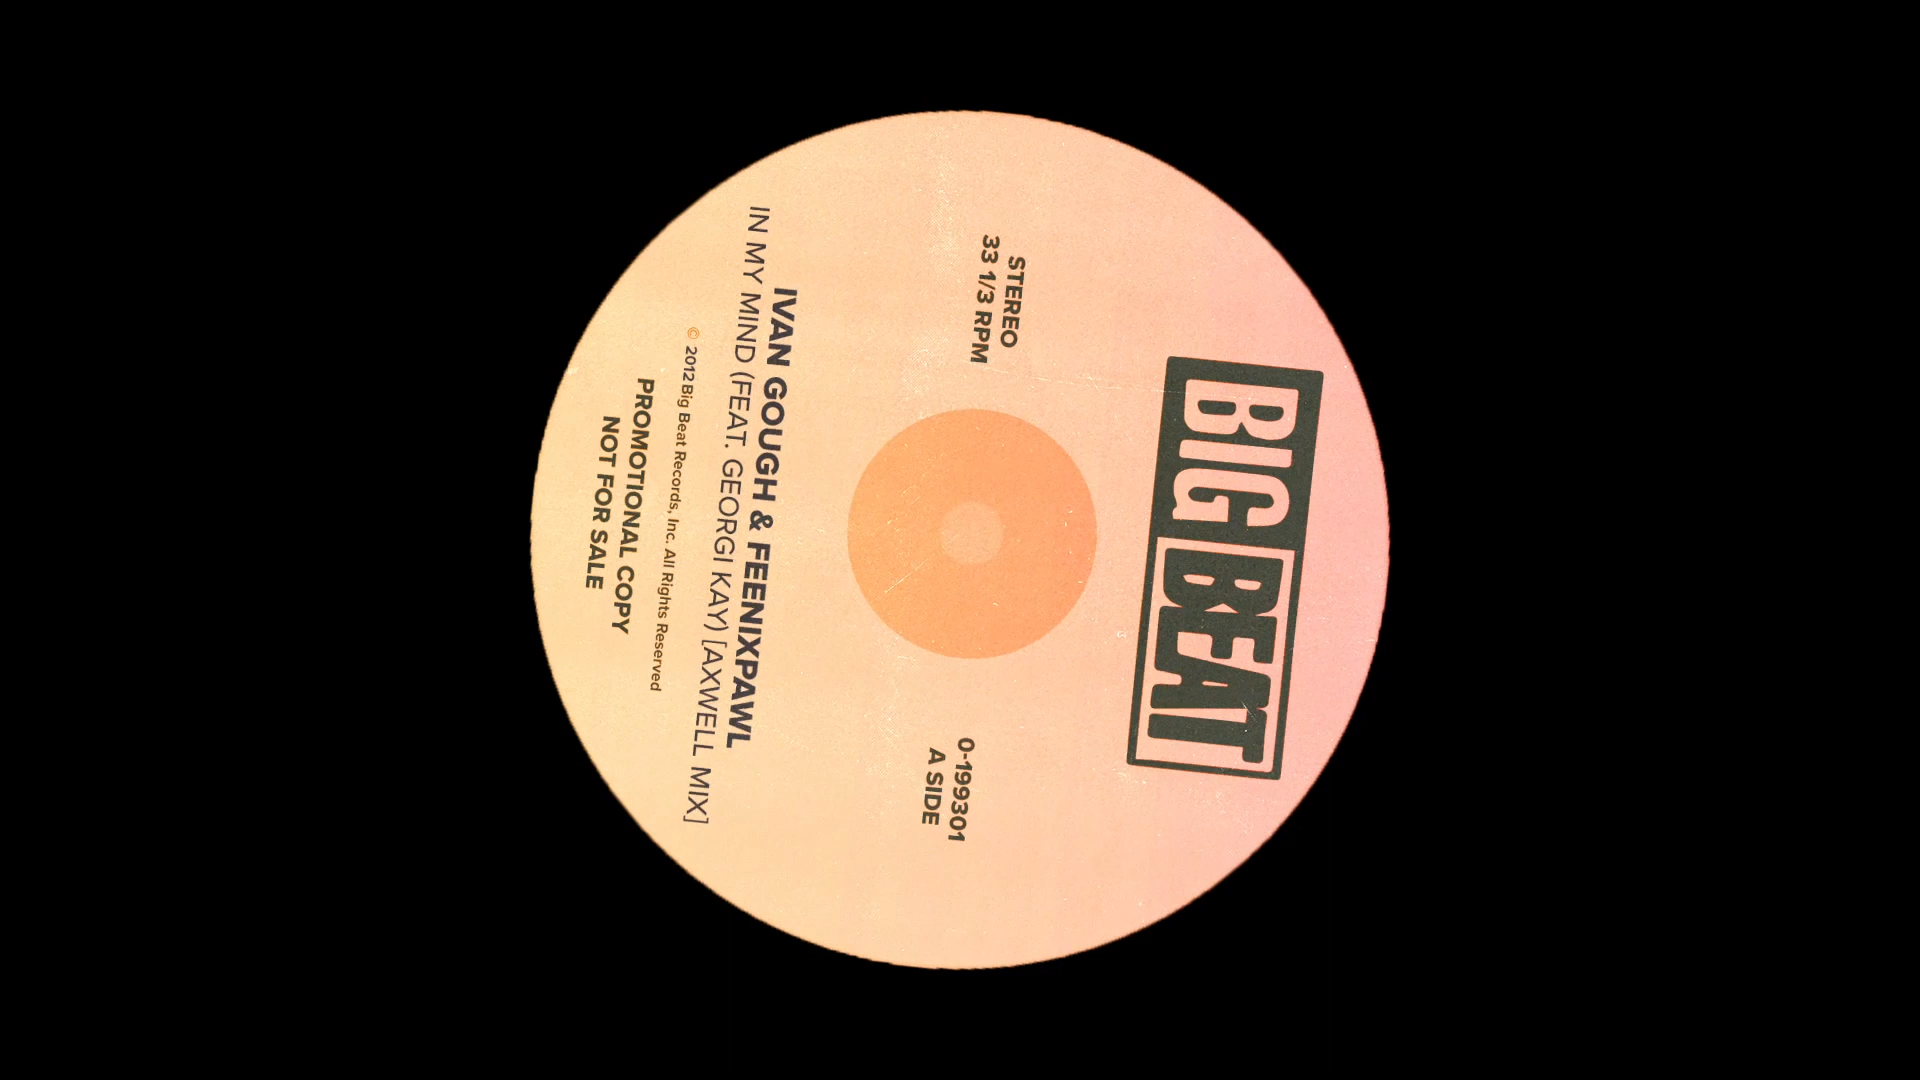 BIG BEAT
STEREO
33 1/3 RPM
0-199301
A SIDE
IVAN GOUGH & FEENIXPAWL
IN MY MIND (FEAT. GEORGI KAY) [AXWELL MIX]
© 2012 Big Beat Records, Inc. All Rights Reserved
PROMOTIONAL COPY
NOT FOR SALE